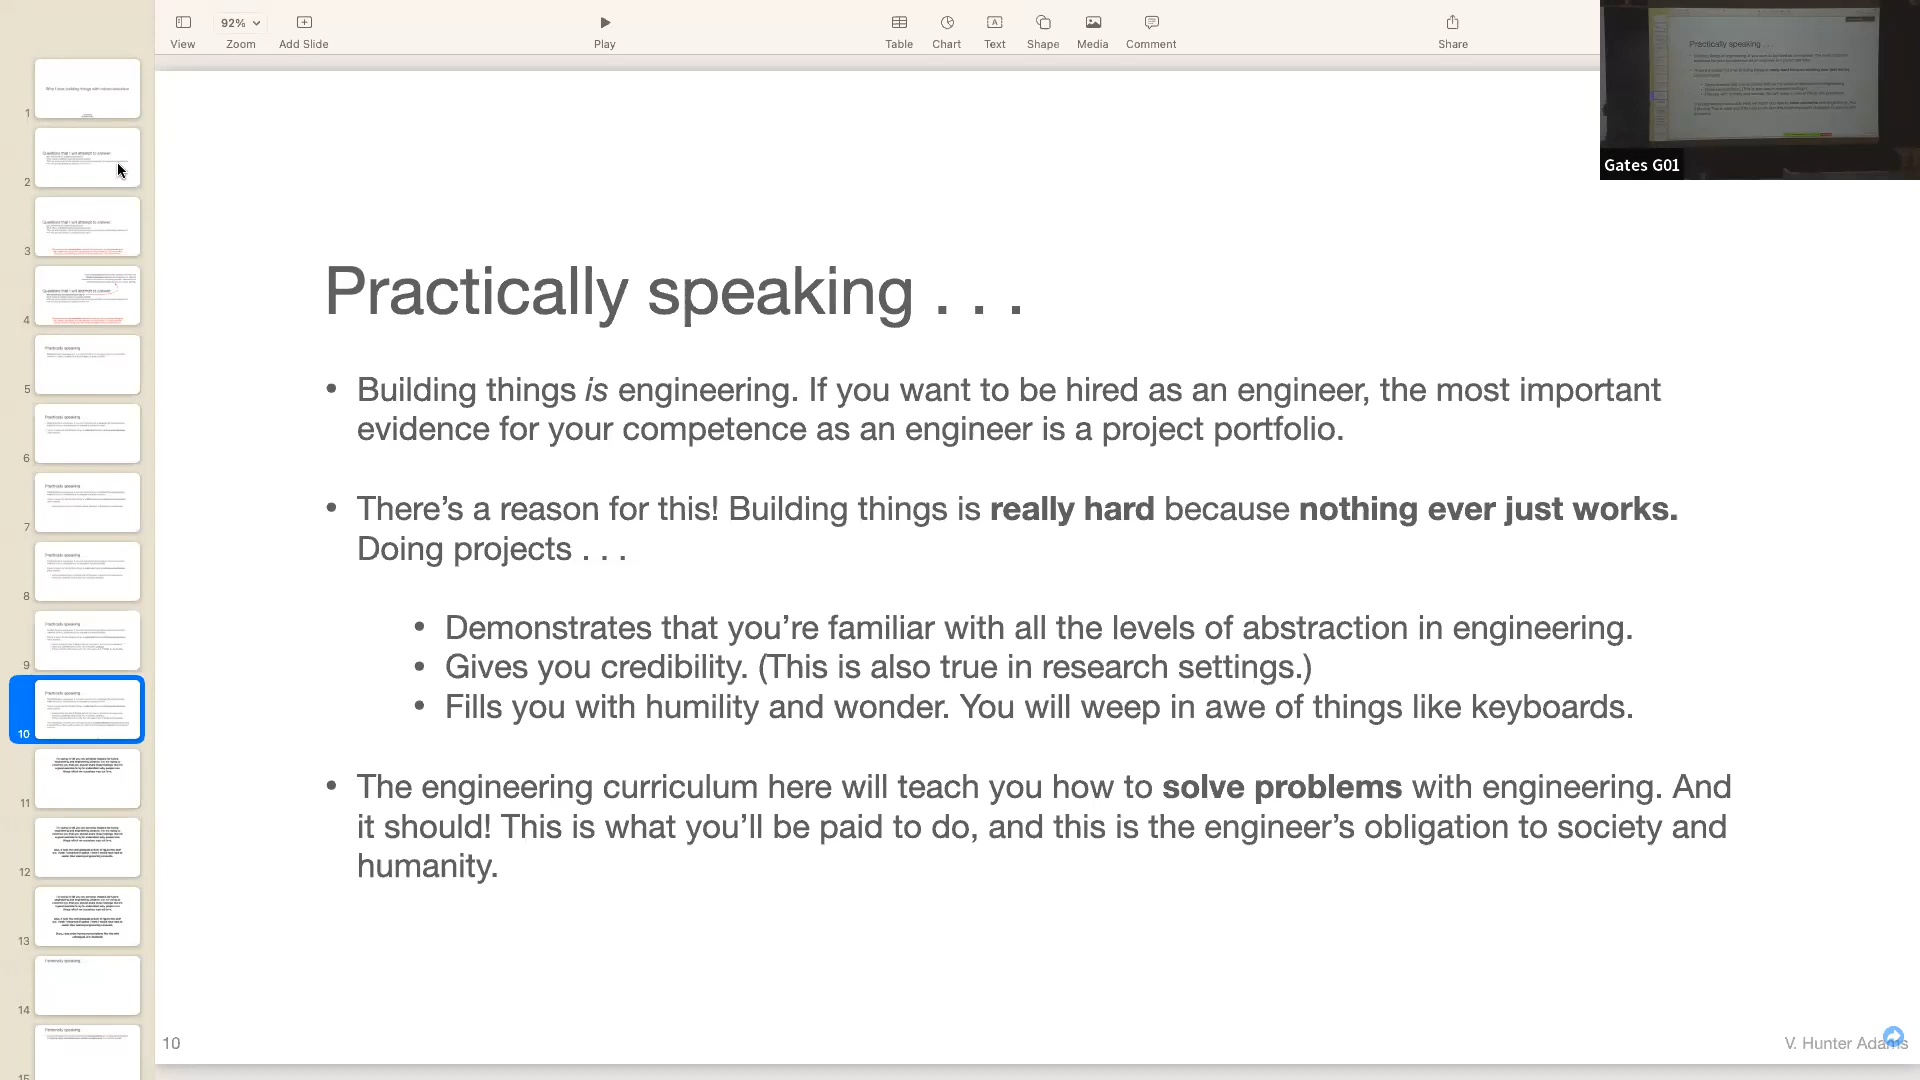 View
92%
Zoom
Add Slide
Play
Table
Chart
Text
Shape
Media
Comment
Share
Gates G01
Practically speaking . . .
• Building things is engineering. If you want to be hired as an engineer, the most important
evidence for your competence as an engineer is a project portfolio.
• There’s a reason for this! Building things is really hard because nothing ever just works.
Doing projects . . .
• Demonstrates that you’re familiar with all the levels of abstraction in engineering.
• Gives you credibility. (This is also true in research settings.)
• Fills you with humility and wonder. You will weep in awe of things like keyboards.
• The engineering curriculum here will teach you how to solve problems with engineering. And
it should! This is what you’ll be paid to do, and this is the engineer’s obligation to society and
humanity.
10
V. Hunter Adams
1
2
3
4
5
6
7
8
9
10
11
12
13
14
15